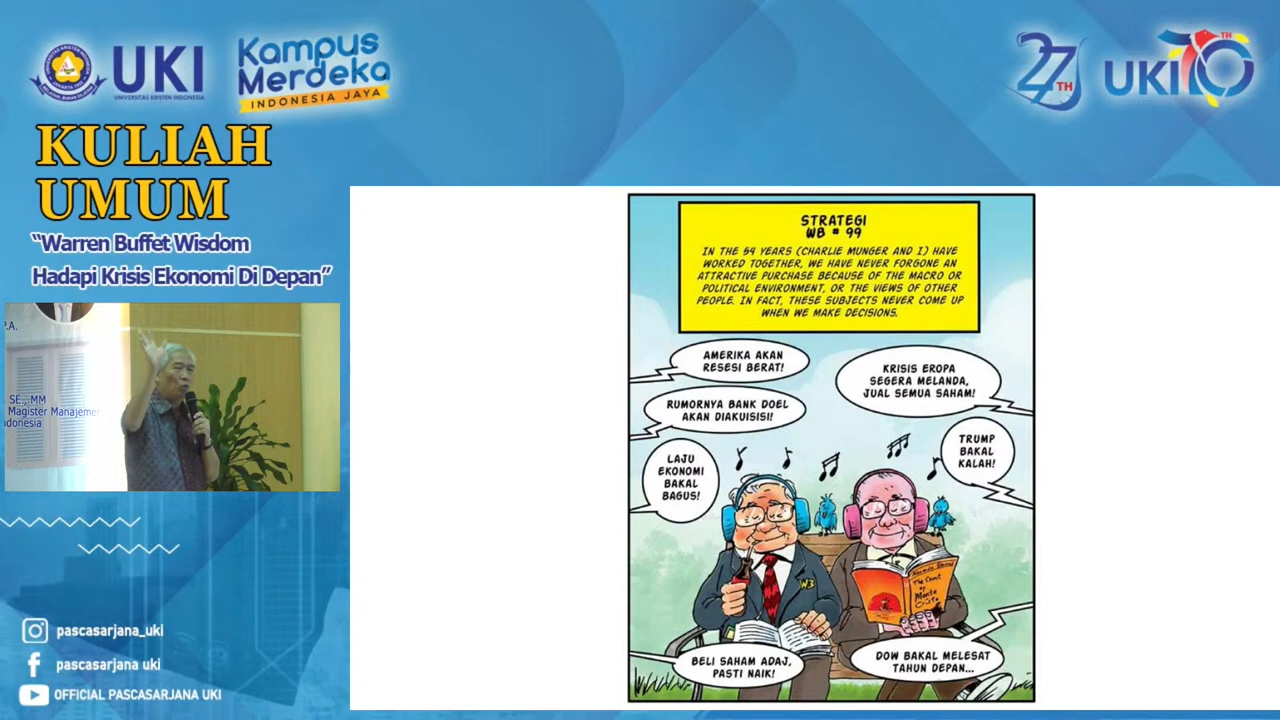 UKI
UNIVERSITAS KRISTEN INDONESIA
Kampus
Merdeka
INDONESIA JAYA
27TH
UKI 70TH
KULIAH
UMUM
“Warren Buffet Wisdom
Hadapi Krisis Ekonomi Di Depan”
P.A.
SE., MM
Magister Manajemen
donesia
pascasarjana_uki
pascasarjana uki
OFFICIAL PASCASARJANA UKI
STRATEGI
WB # 99
IN THE 54 YEARS (CHARLIE MUNGER AND I) HAVE
WORKED TOGETHER, WE HAVE NEVER FORGONE AN
ATTRACTIVE PURCHASE BECAUSE OF THE MACRO OR
POLITICAL ENVIRONMENT, OR THE VIEWS OF OTHER
PEOPLE. IN FACT, THESE SUBJECTS NEVER COME UP
WHEN WE MAKE DECISIONS.
AMERIKA AKAN
RESESI BERAT!
KRISIS EROPA
SEGERA MELANDA,
JUAL SEMUA SAHAM!
RUMORNYA BANK DOEL
AKAN DIAKUISISI!
TRUMP
BAKAL
KALAH!
LAJU
EKONOMI
BAKAL
BAGUS!
WB
The Count
of
Monte
Cristo
BELI SAHAM ADAJ,
PASTI NAIK!
DOW BAKAL MELESAT
TAHUN DEPAN...